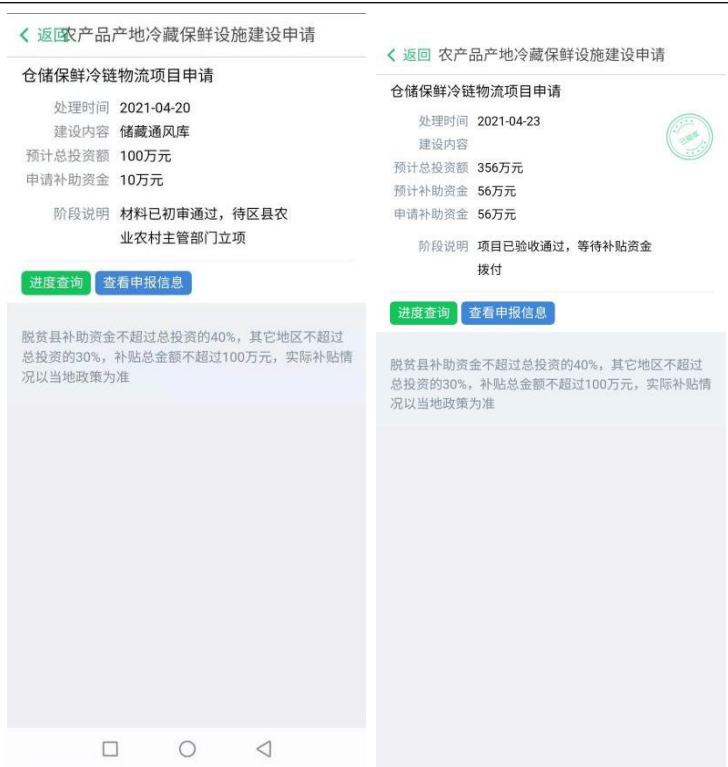 返回农产品产地冷藏保鲜设施建设申请
仓储保鲜冷链物流项目申请
处理时间 2021-04-20
建设内容 储藏通风库
预计总投资额 100万元
申请补助资金 10万元
阶段说明 材料已初审通过，待区县农
业农村主管部门立项
进度查询 查看申报信息
脱贫县补助资金不超过总投资的40%，其它地区不超过
总投资的30%，补贴总金额不超过100万元，实际补贴情
况以当地政策为准
返回 农产品产地冷藏保鲜设施建设申请
仓储保鲜冷链物流项目申请
处理时间 2021-04-23
建设内容
预计总投资额 356万元
预计补助资金 56万元
申请补助资金 56万元
阶段说明 项目已验收通过，等待补贴资金
拨付
已验收
进度查询 查看申报信息
脱贫县补助资金不超过总投资的40%，其它地区不超过
总投资的30%，补贴总金额不超过100万元，实际补贴情
况以当地政策为准